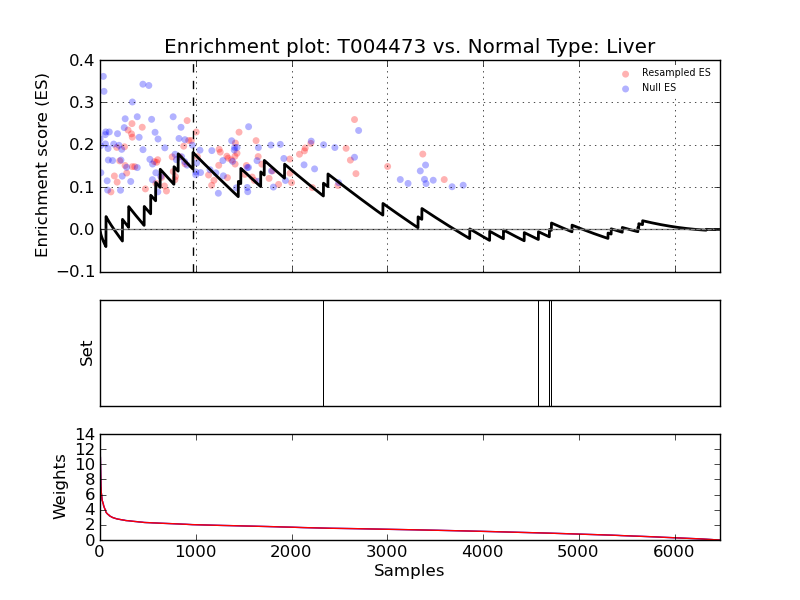 Enrichment plot: T004473 vs. Normal Type: Liver
Enrichment score (ES)
0.4
0.3
0.2
0.1
0.0
−0.1
Resampled ES
Null ES
Set
Weights
14
12
10
8
6
4
2
0
0 1000 2000 3000 4000 5000 6000
Samples